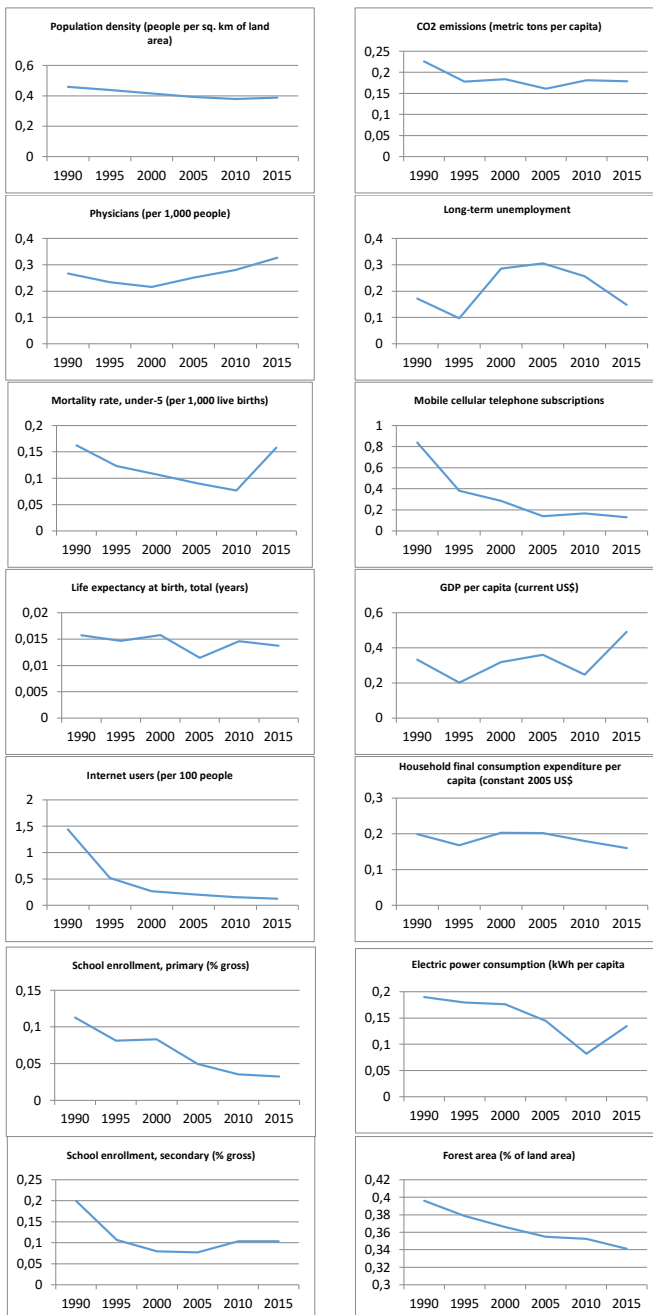 Population density (people per sq. km of land
area)
0,6
0,4
0,2
0
1990 1995 2000 2005 2010 2015
CO2 emissions (metric tons per capita)
0,25
0,2
0,15
0,1
0,05
0
1990 1995 2000 2005 2010 2015
Physicians (per 1,000 people)
0,4
0,3
0,2
0,1
0
1990 1995 2000 2005 2010 2015
Long-term unemployment
0,4
0,3
0,2
0,1
0
1990 1995 2000 2005 2010 2015
Mortality rate, under-5 (per 1,000 live births)
0,2
0,15
0,1
0,05
0
1990 1995 2000 2005 2010 2015
Mobile cellular telephone subscriptions
1
0,8
0,6
0,4
0,2
0
1990 1995 2000 2005 2010 2015
Life expectancy at birth, total (years)
0,02
0,015
0,01
0,005
0
1990 1995 2000 2005 2010 2015
GDP per capita (current US$)
0,6
0,4
0,2
0
1990 1995 2000 2005 2010 2015
Internet users (per 100 people
2
1,5
1
0,5
0
1990 1995 2000 2005 2010 2015
Household final consumption expenditure per
capita (constant 2005 US$
0,3
0,2
0,1
0
1990 1995 2000 2005 2010 2015
School enrollment, primary (% gross)
0,15
0,1
0,05
0
1990 1995 2000 2005 2010 2015
Electric power consumption (kWh per capita
0,2
0,15
0,1
0,05
0
1990 1995 2000 2005 2010 2015
School enrollment, secondary (% gross)
0,25
0,2
0,15
0,1
0,05
0
1990 1995 2000 2005 2010 2015
Forest area (% of land area)
0,42
0,4
0,38
0,36
0,34
0,32
0,3
1990 1995 2000 2005 2010 2015